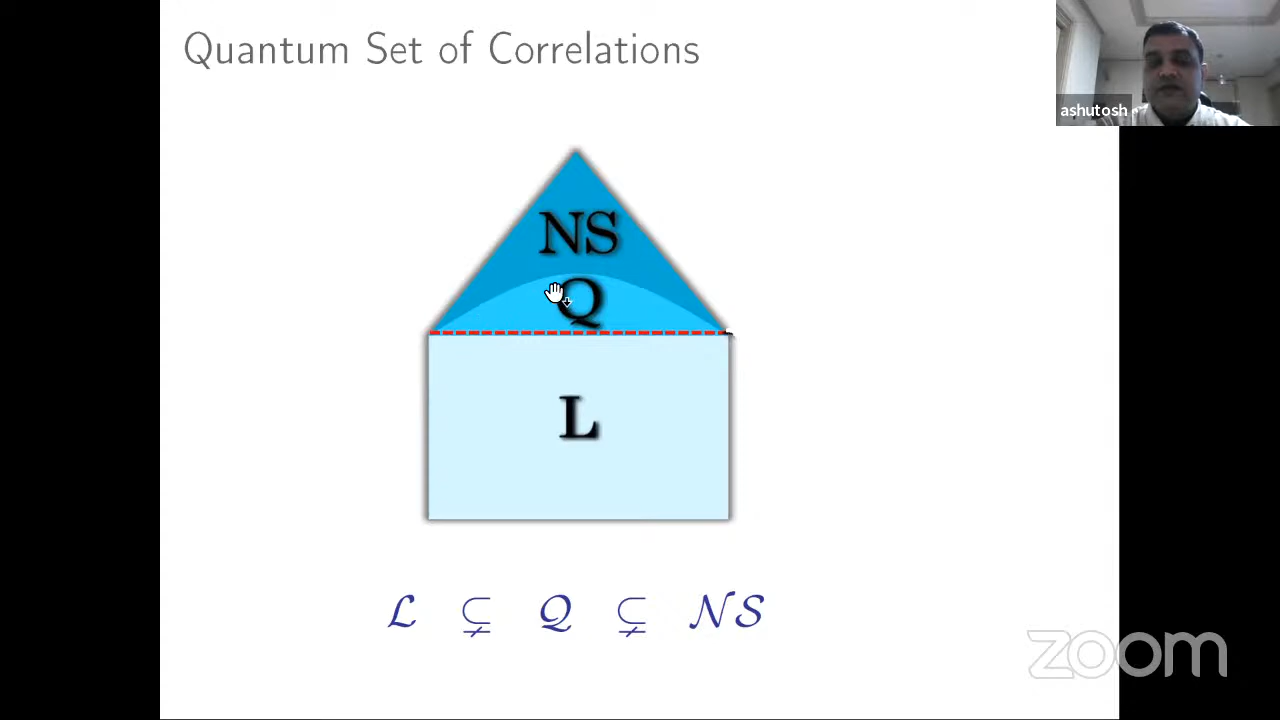 Quantum Set of Correlations
ashutosh
NS
Q
L
ℒ ⊊ 𝒬 ⊊ 𝒩𝒮
zoom